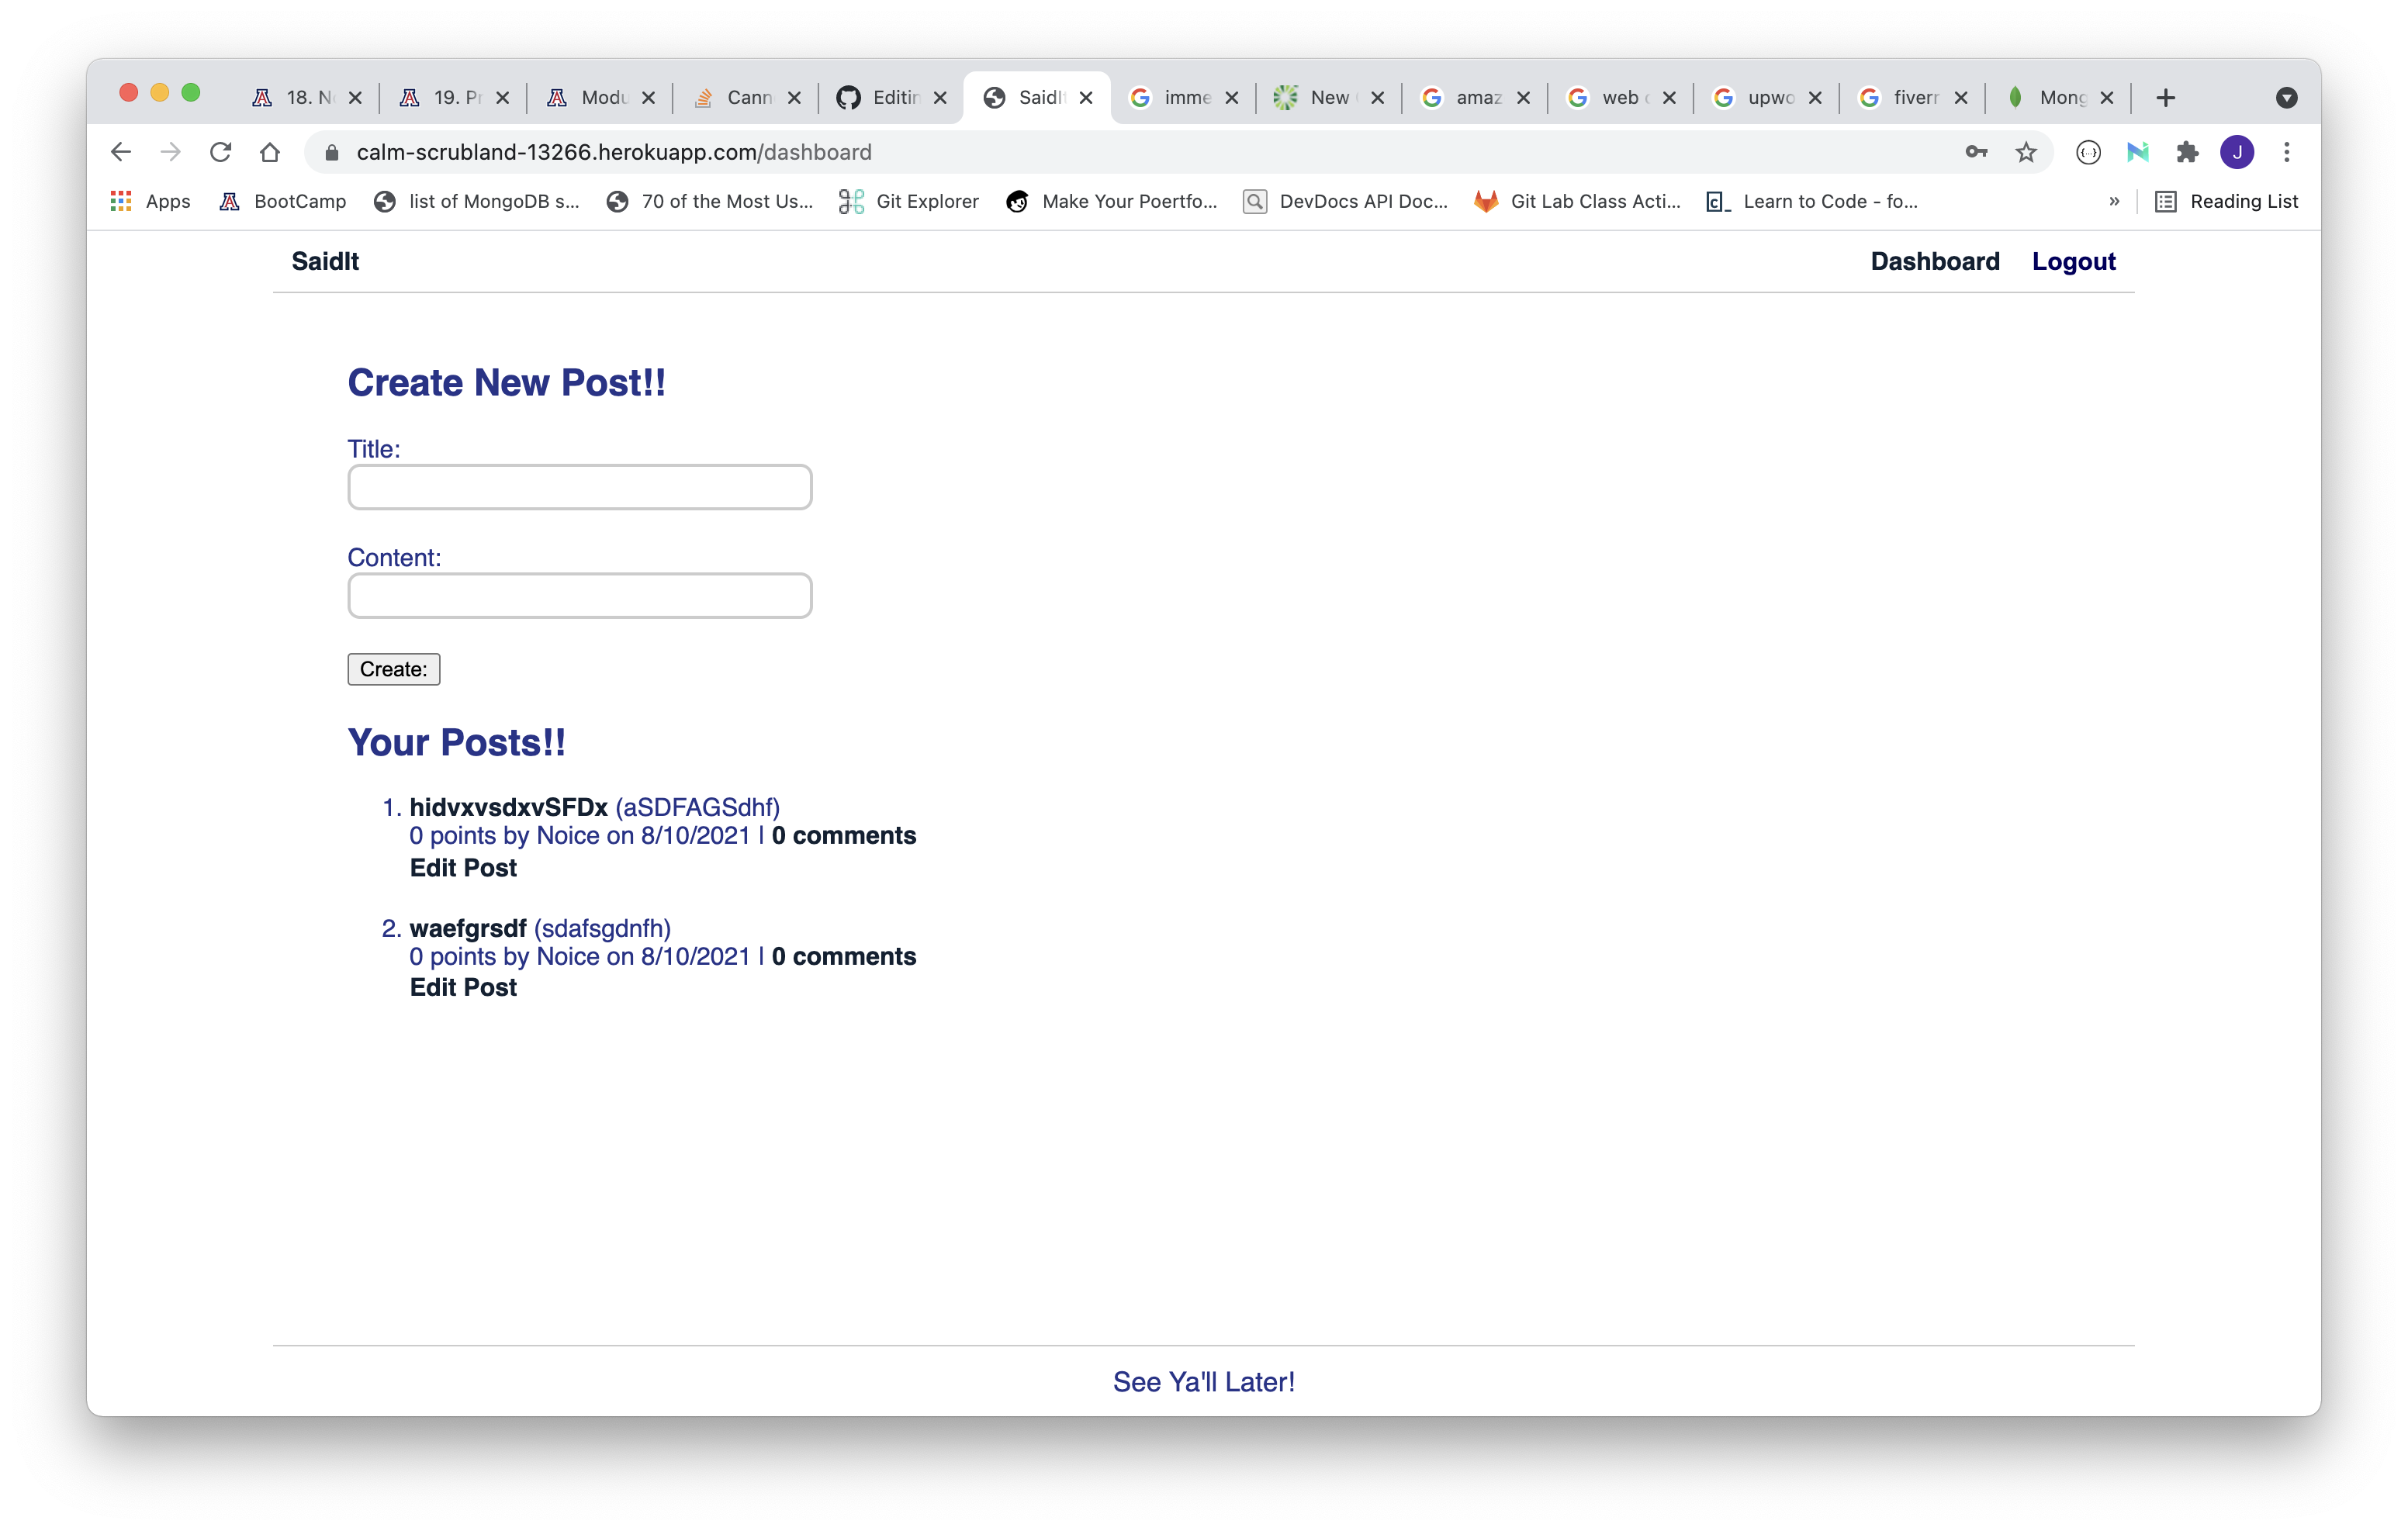 18. N 19. Pr Modu Cann Editin SaidIt imme New amaz web upwo fiverr Mong
calm-scrubland-13266.herokuapp.com/dashboard J
Apps BootCamp list of MongoDB s... 70 of the Most Us... Git Explorer Make Your Poertfo... DevDocs API Doc... Git Lab Class Acti... Learn to Code - fo... » Reading List
SaidIt Dashboard Logout
Create New Post!!
Title:
Content:
Create:
Your Posts!!
1. hidvxvsdxvSFDx (aSDFAGSdhf)
0 points by Noice on 8/10/2021 | 0 comments
Edit Post
2. waefgrsdf (sdafsgdnfh)
0 points by Noice on 8/10/2021 | 0 comments
Edit Post
See Ya'll Later!